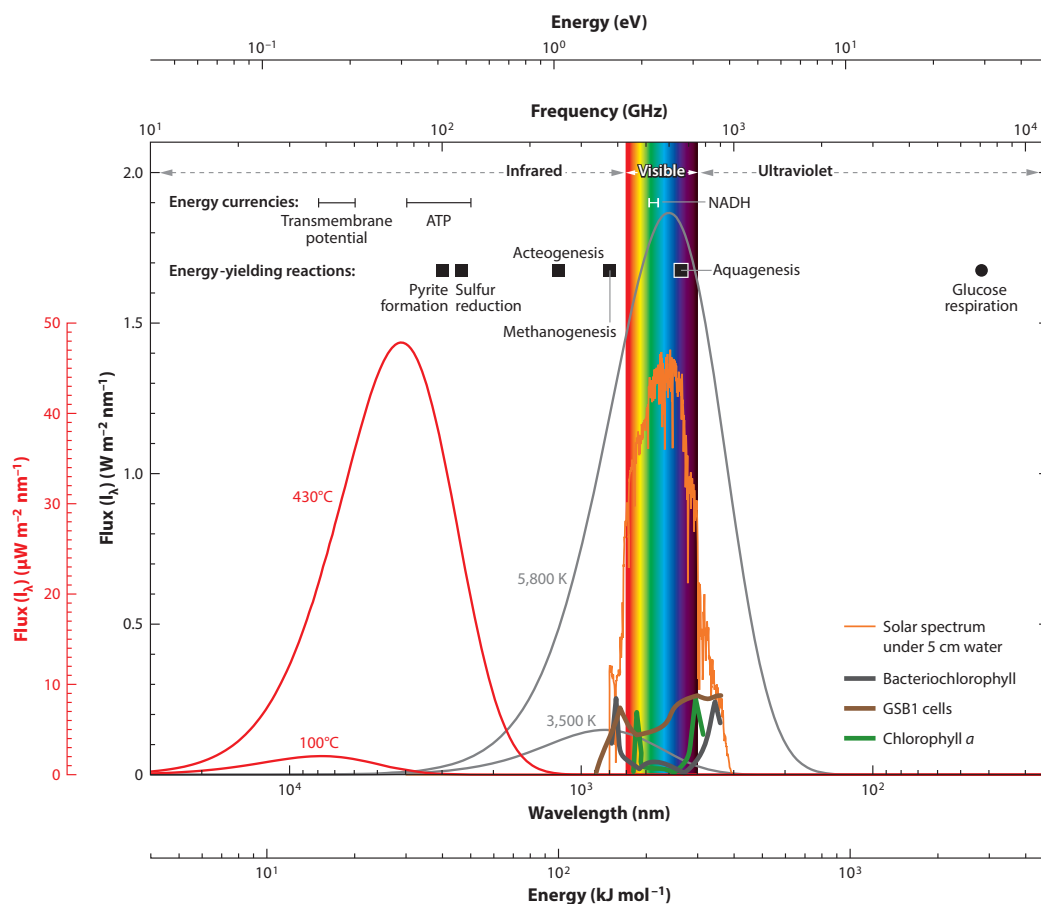 Energy (eV)
10⁻¹ 10⁰ 10¹
Frequency (GHz)
10¹ 10² 10³ 10⁴
Infrared Visible Ultraviolet
Energy currencies:
Transmembrane
potential
ATP
NADH
Energy-yielding reactions:
Pyrite
formation
Sulfur
reduction
Acteogenesis
Methanogenesis
Aquagenesis
Glucose
respiration
Flux (I_λ) (μW m⁻² nm⁻¹)
50
40
30
20
10
0
Flux (I_λ) (W m⁻² nm⁻¹)
2.0
1.5
1.0
0.5
0
430°C
100°C
5,800 K
3,500 K
Solar spectrum
under 5 cm water
Bacteriochlorophyll
GSB1 cells
Chlorophyll a
10⁴ 10³ 10²
Wavelength (nm)
10¹ 10² 10³
Energy (kJ mol⁻¹)